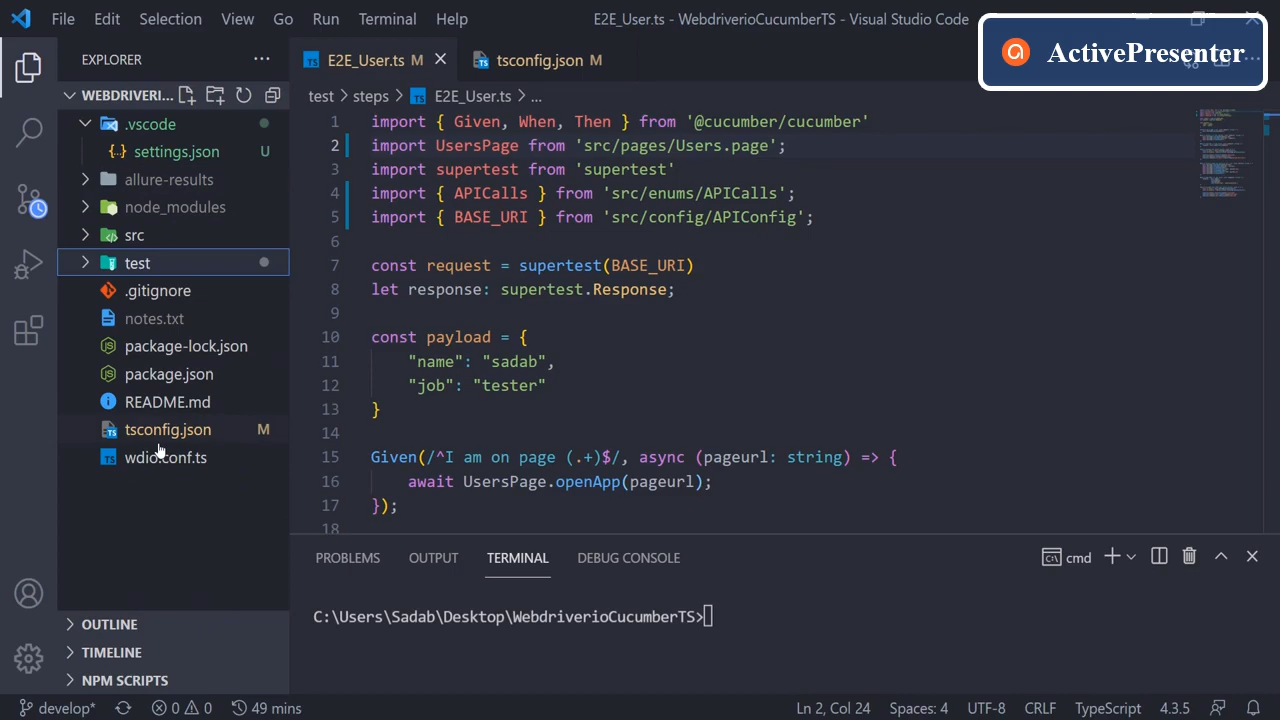 File Edit Selection View Go Run Terminal Help E2E_User.ts - WebdriverioCucumberTS - Visual Studio Code
ActivePresenter
EXPLORER
WEBDRIVERI...
.vscode
settings.json U
allure-results
node_modules
src
test
.gitignore
notes.txt
package-lock.json
package.json
README.md
tsconfig.json M
wdio.conf.ts
OUTLINE
TIMELINE
NPM SCRIPTS
E2E_User.ts M
tsconfig.json M
test > steps > E2E_User.ts > ...
1 import { Given, When, Then } from '@cucumber/cucumber'
2 import UsersPage from 'src/pages/Users.page';
3 import supertest from 'supertest'
4 import { APICalls } from 'src/enums/APICalls';
5 import { BASE_URI } from 'src/config/APIConfig';
6
7 const request = supertest(BASE_URI)
8 let response: supertest.Response;
9
10 const payload = {
11 "name": "sadab",
12 "job": "tester"
13 }
14
15 Given(/^I am on page (.+)$/, async (pageurl: string) => {
16 await UsersPage.openApp(pageurl);
17 });
18
PROBLEMS OUTPUT TERMINAL DEBUG CONSOLE
cmd
C:\Users\Sadab\Desktop\WebdriverioCucumberTS>
develop* 0 0 49 mins Ln 2, Col 24 Spaces: 4 UTF-8 CRLF TypeScript 4.3.5